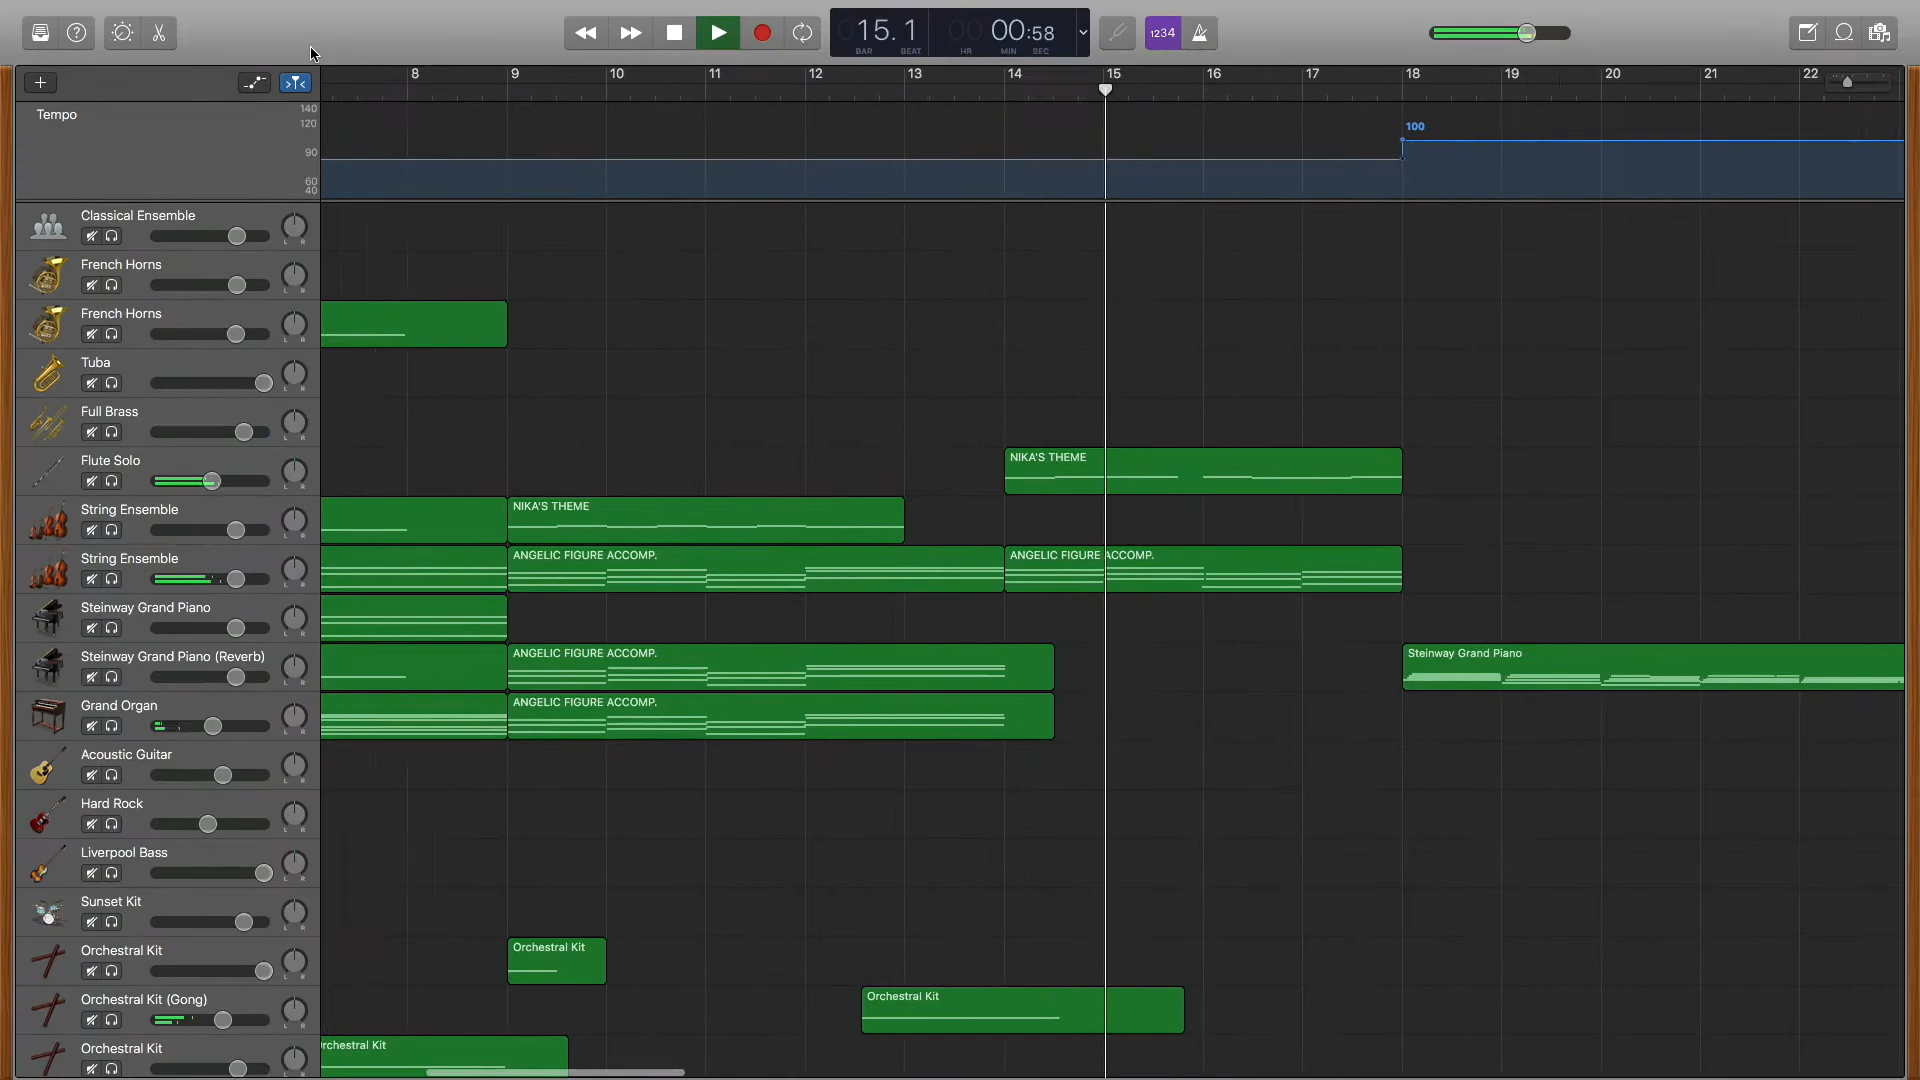 15. 1
BAR
BEAT
00:58
HR
MIN
SEC
1234
8 9 10 11 12 13 14 15 16 17 18 19 20 21 22
Tempo
140
120
90
60
40
100
Classical Ensemble
L R
French Horns
L R
French Horns
L R
Tuba
L R
Full Brass
L R
Flute Solo
L R
NIKA'S THEME
String Ensemble
L R
NIKA'S THEME
String Ensemble
L R
ANGELIC FIGURE ACCOMP.
ANGELIC FIGURE ACCOMP.
Steinway Grand Piano
L R
Steinway Grand Piano (Reverb)
L R
ANGELIC FIGURE ACCOMP.
Steinway Grand Piano
Grand Organ
L R
ANGELIC FIGURE ACCOMP.
Acoustic Guitar
L R
Hard Rock
L R
Liverpool Bass
L R
Sunset Kit
L R
Orchestral Kit
L R
Orchestral Kit
Orchestral Kit (Gong)
L R
Orchestral Kit
Orchestral Kit
rchestral Kit